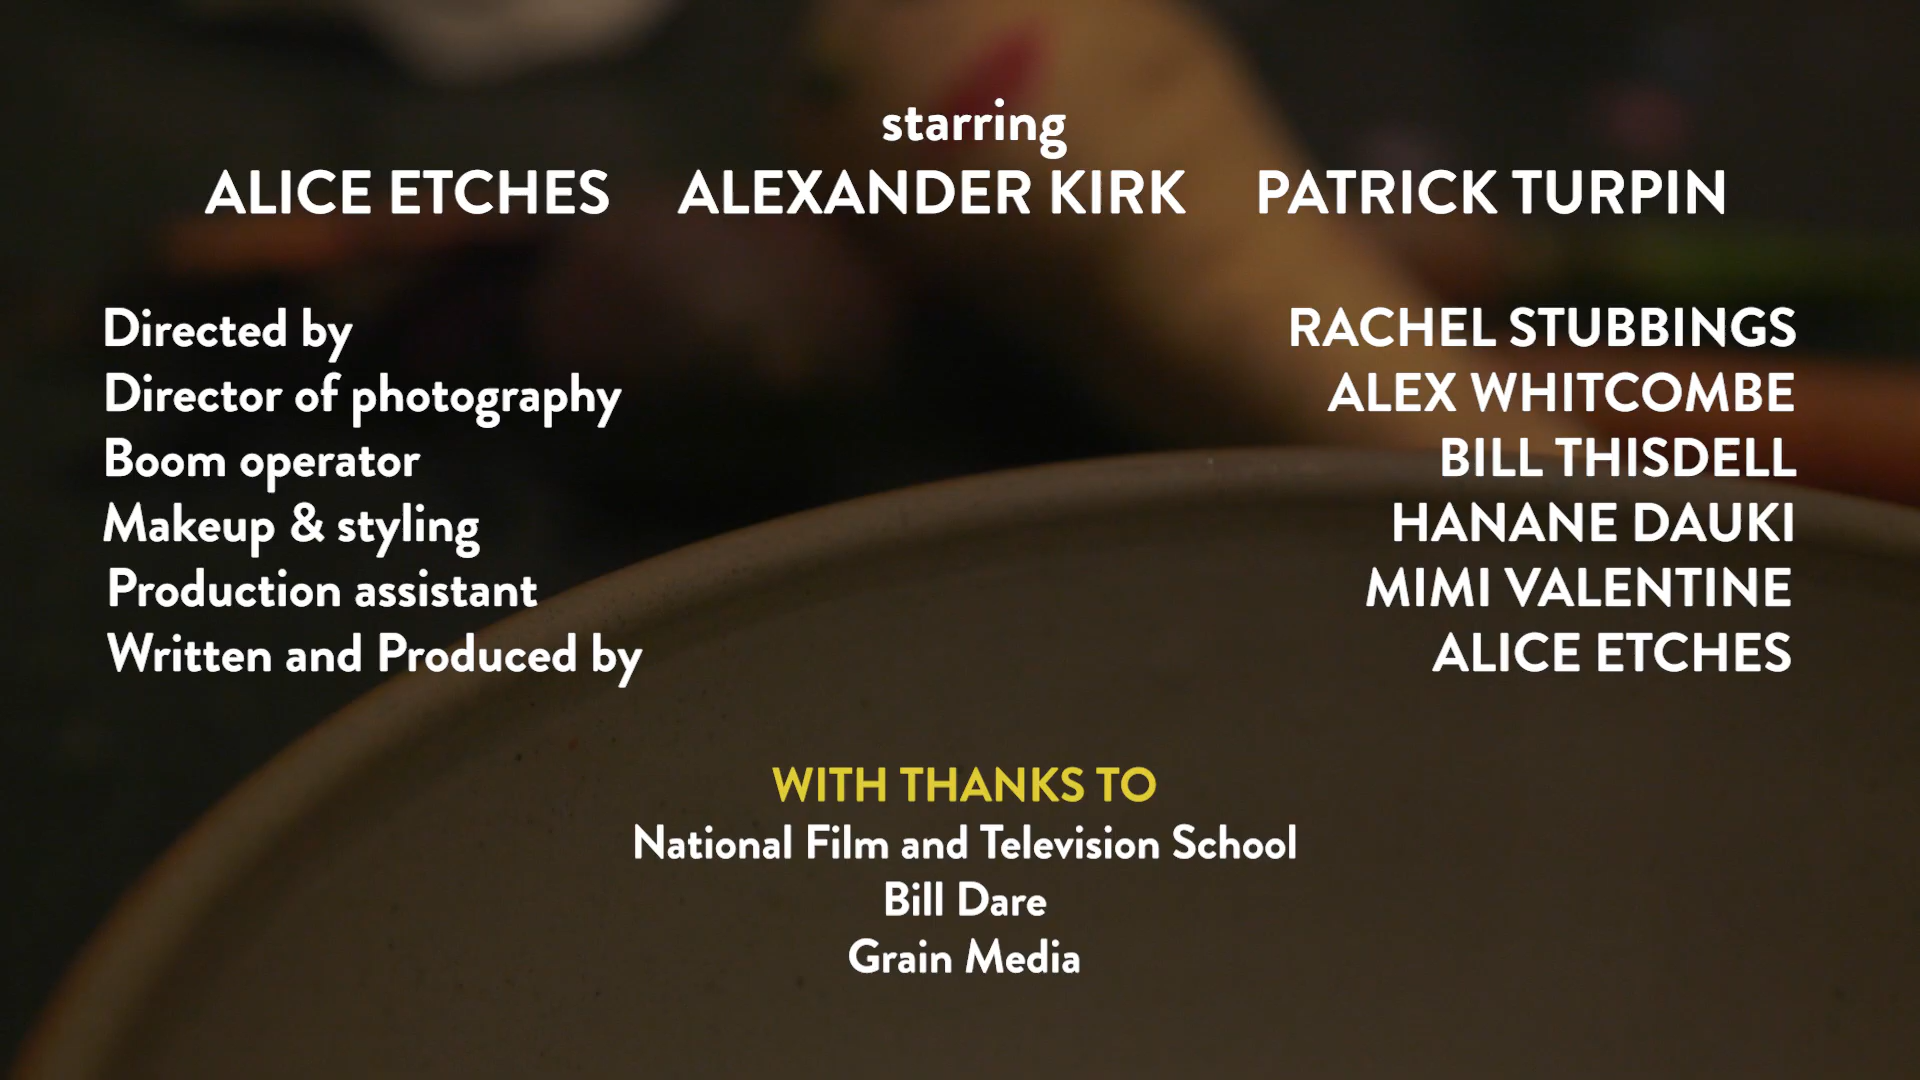 starring
ALICE ETCHES ALEXANDER KIRK PATRICK TURPIN
Directed by RACHEL STUBBINGS
Director of photography ALEX WHITCOMBE
Boom operator BILL THISDELL
Makeup & styling HANANE DAUKI
Production assistant MIMI VALENTINE
Written and Produced by ALICE ETCHES
WITH THANKS TO
National Film and Television School
Bill Dare
Grain Media